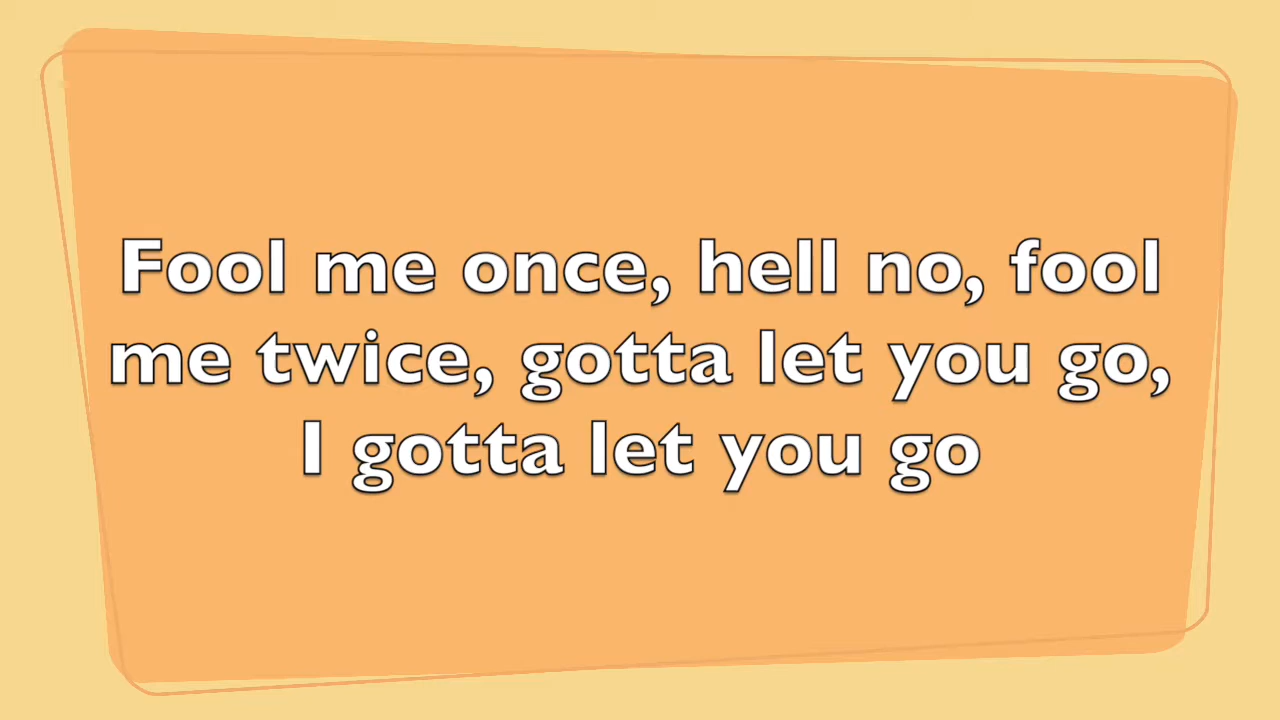 Fool me once, hell no, fool
me twice, gotta let you go,
I gotta let you go